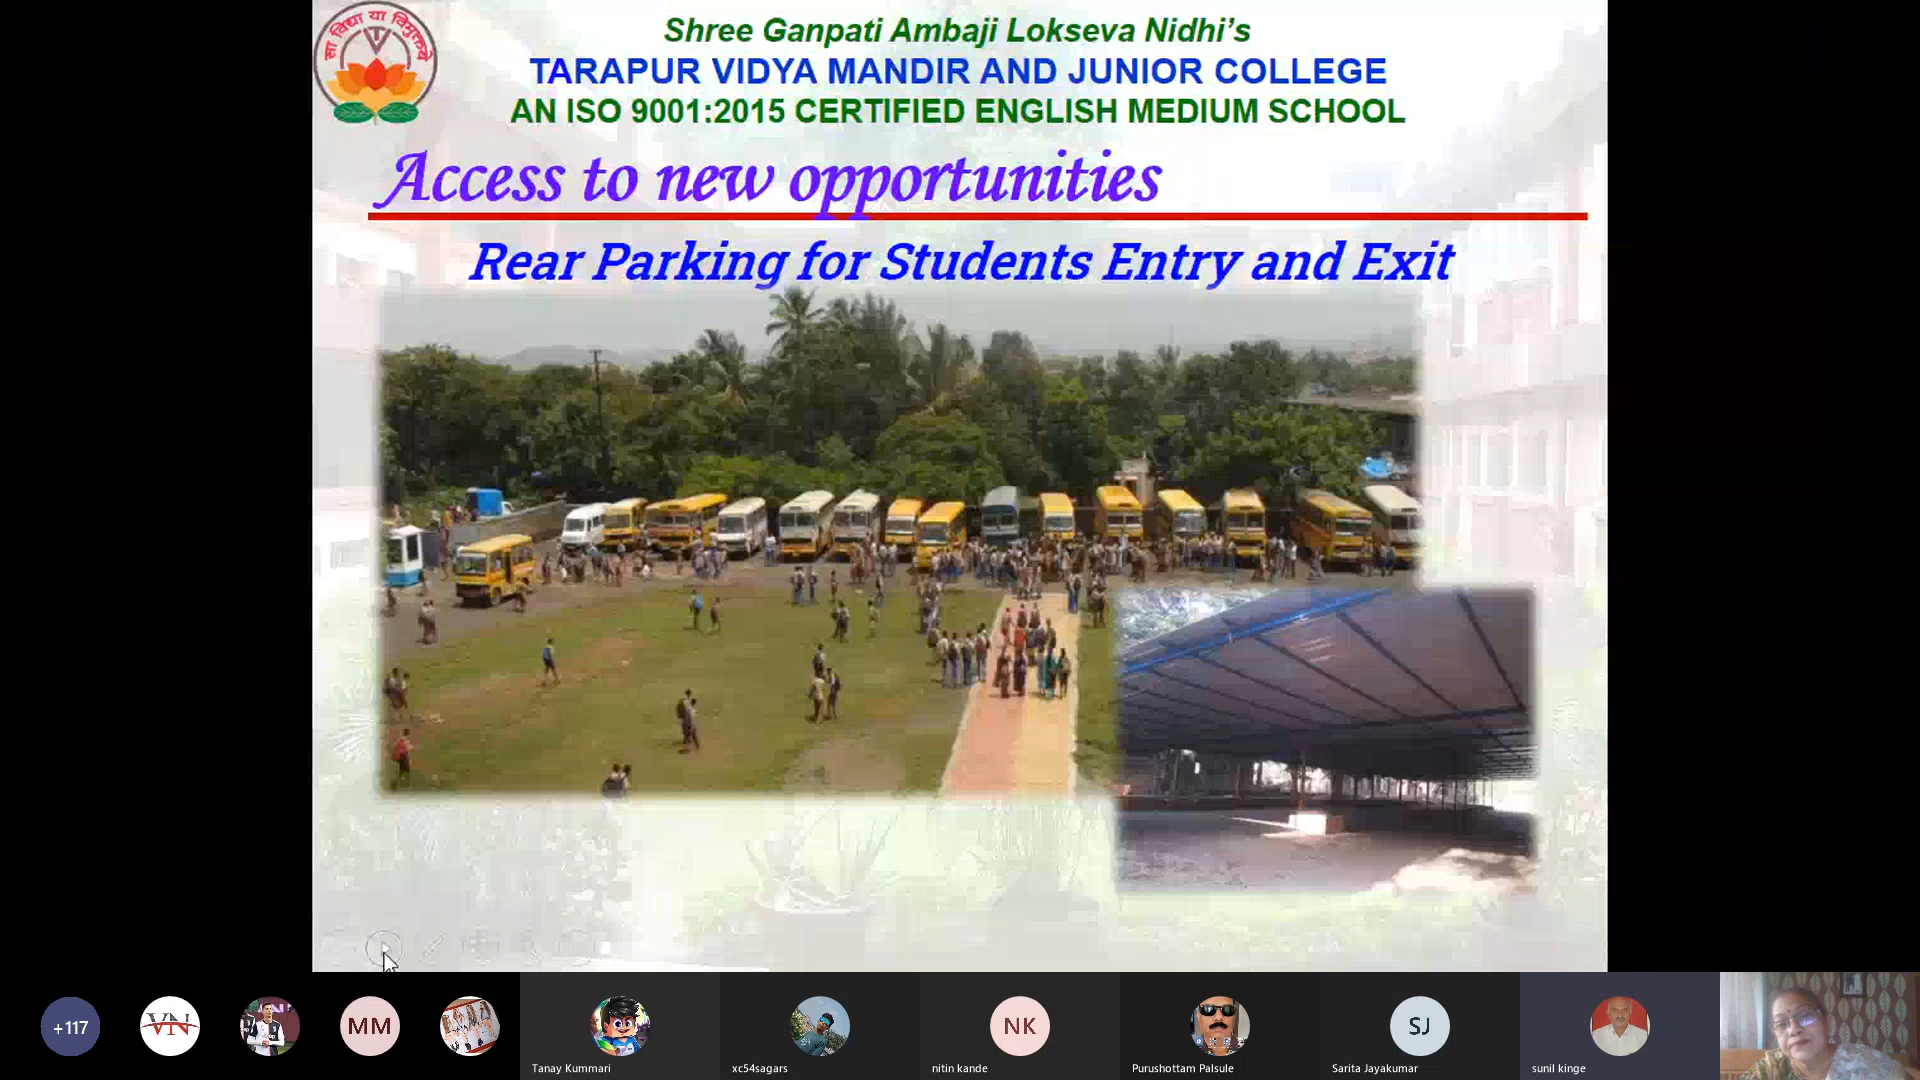 सा विद्या या विमुक्तये
Shree Ganpati Ambaji Lokseva Nidhi's
TARAPUR VIDYA MANDIR AND JUNIOR COLLEGE
AN ISO 9001:2015 CERTIFIED ENGLISH MEDIUM SCHOOL
Access to new opportunities
Rear Parking for Students Entry and Exit
+117
VN
MM
NK
SJ
Tanay Kummari
xc54sagars
nitin kande
Purushottam Palsule
Sarita Jayakumar
sunil kinge